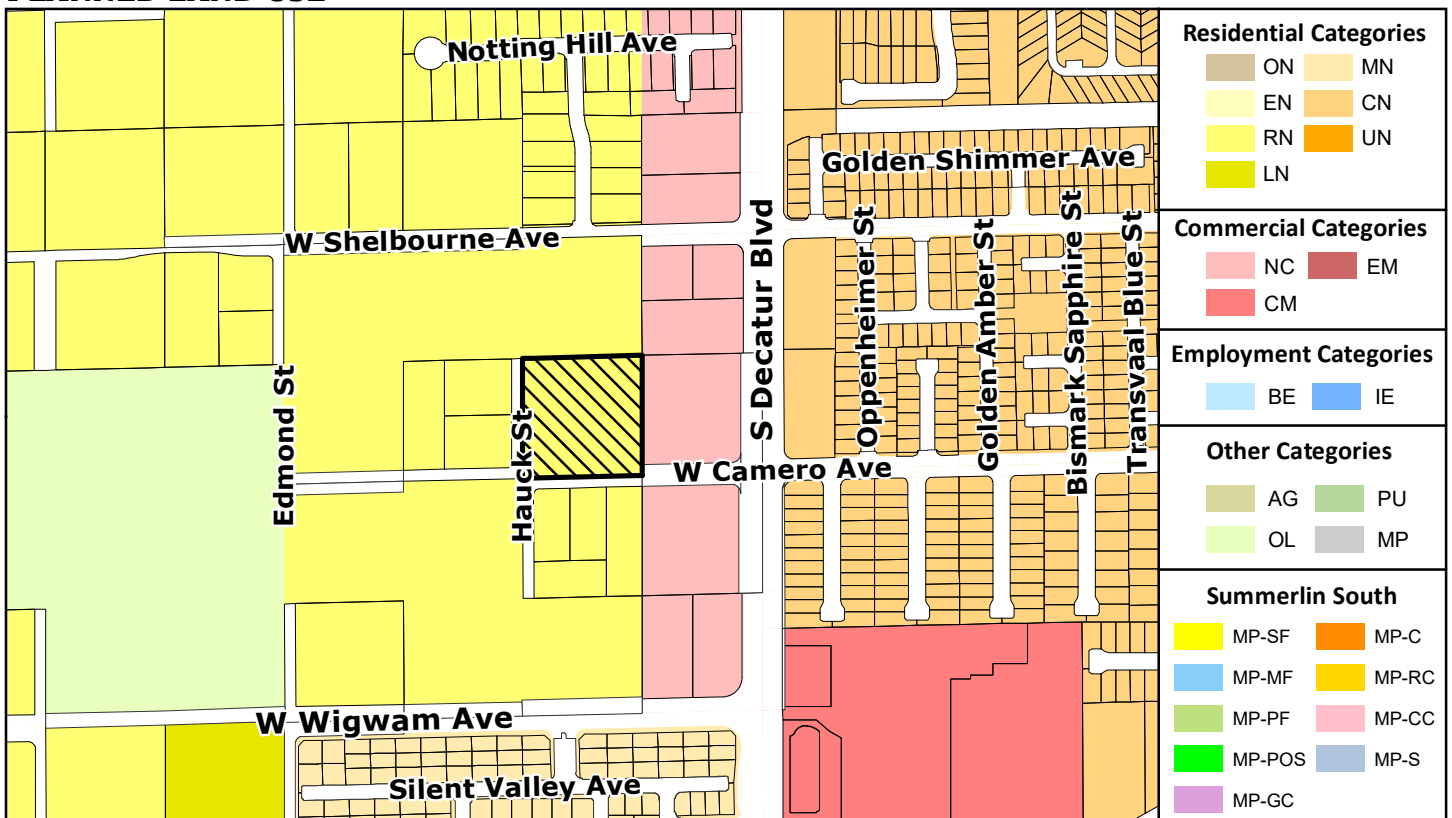 PLANNED LAND USE
Notting Hill Ave
Golden Shimmer Ave
W Shelbourne Ave
S Decatur Blvd
Oppenheimer St
Golden Amber St
Bismark Sapphire St
Transvaal Blue St
Edmond St
Hauck St
W Camero Ave
W Wigwam Ave
Silent Valley Ave
Residential Categories
ON MN
EN CN
RN UN
LN
Commercial Categories
NC EM
CM
Employment Categories
BE IE
Other Categories
AG PU
OL MP
Summerlin South
MP-SF MP-C
MP-MF MP-RC
MP-PF MP-CC
MP-POS MP-S
MP-GC